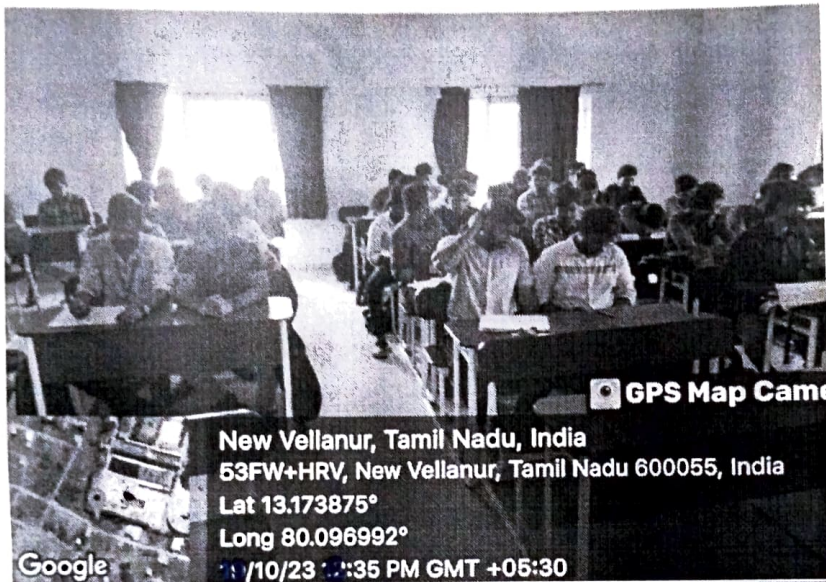 GPS Map Came
New Vellanur, Tamil Nadu, India
53FW+HRV, New Vellanur, Tamil Nadu 600055, India
Lat 13.173875°
Long 80.096992°
/10/23 :35 PM GMT +05:30
Google